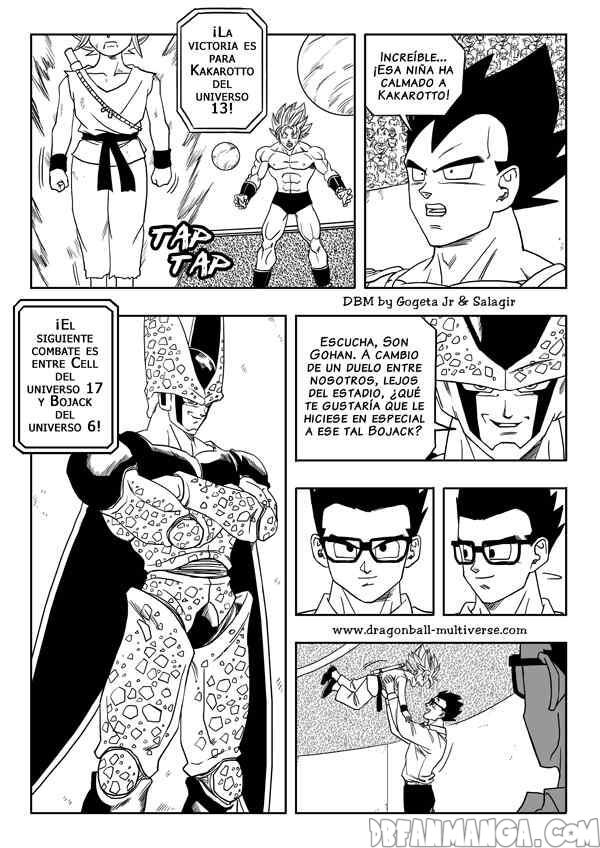 ¡La
victoria es
para
Kakarotto
del
universo
13!
Increíble...
¡Esa niña ha
calmado a
Kakarotto!
TAP
TAP
DBM by Gogeta Jr & Salagir
¡El
siguiente
combate es
entre Cell
del
universo 17
y Bojack
del
universo 6!
Escucha, Son
Gohan. A cambio
de un duelo entre
nosotros, lejos
del estadio, ¿qué
te gustaría que le
hiciese en especial
a ese tal Bojack?
www.dragonball-multiverse.com
DBFANMANGA.COM